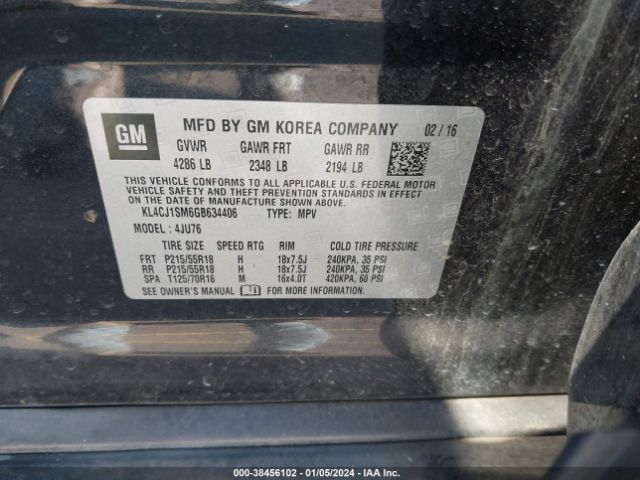 GM MFD BY GM KOREA COMPANY 02/16
GVWR GAWR FRT GAWR RR
4286 LB 2348 LB 2194 LB
THIS VEHICLE CONFORMS TO ALL APPLICABLE U.S. FEDERAL MOTOR
VEHICLE SAFETY AND THEFT PREVENTION STANDARDS IN EFFECT
ON THE DATE OF MANUFACTURE SHOWN ABOVE.
KL4CJ1SM6GB634406 TYPE: MPV
MODEL: 4JU76
TIRE SIZE SPEED RTG RIM COLD TIRE PRESSURE
FRT P215/55R18 H 18x7.5J 240KPA, 35 PSI
RR P215/55R18 H 18x7.5J 240KPA, 35 PSI
SPA T125/70R16 M 16x4.0T 420KPA, 60 PSI
SEE OWNER'S MANUAL FOR MORE INFORMATION.
000-38456102 - 01/05/2024 - IAA Inc.